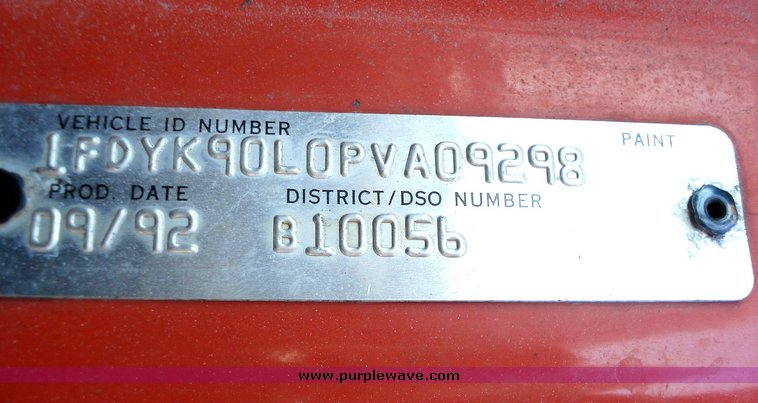 VEHICLE ID NUMBER
PAINT
1FDYK90L0PVA09298
PROD. DATE
DISTRICT/DSO NUMBER
09/92
B10056
www.purplewave.com